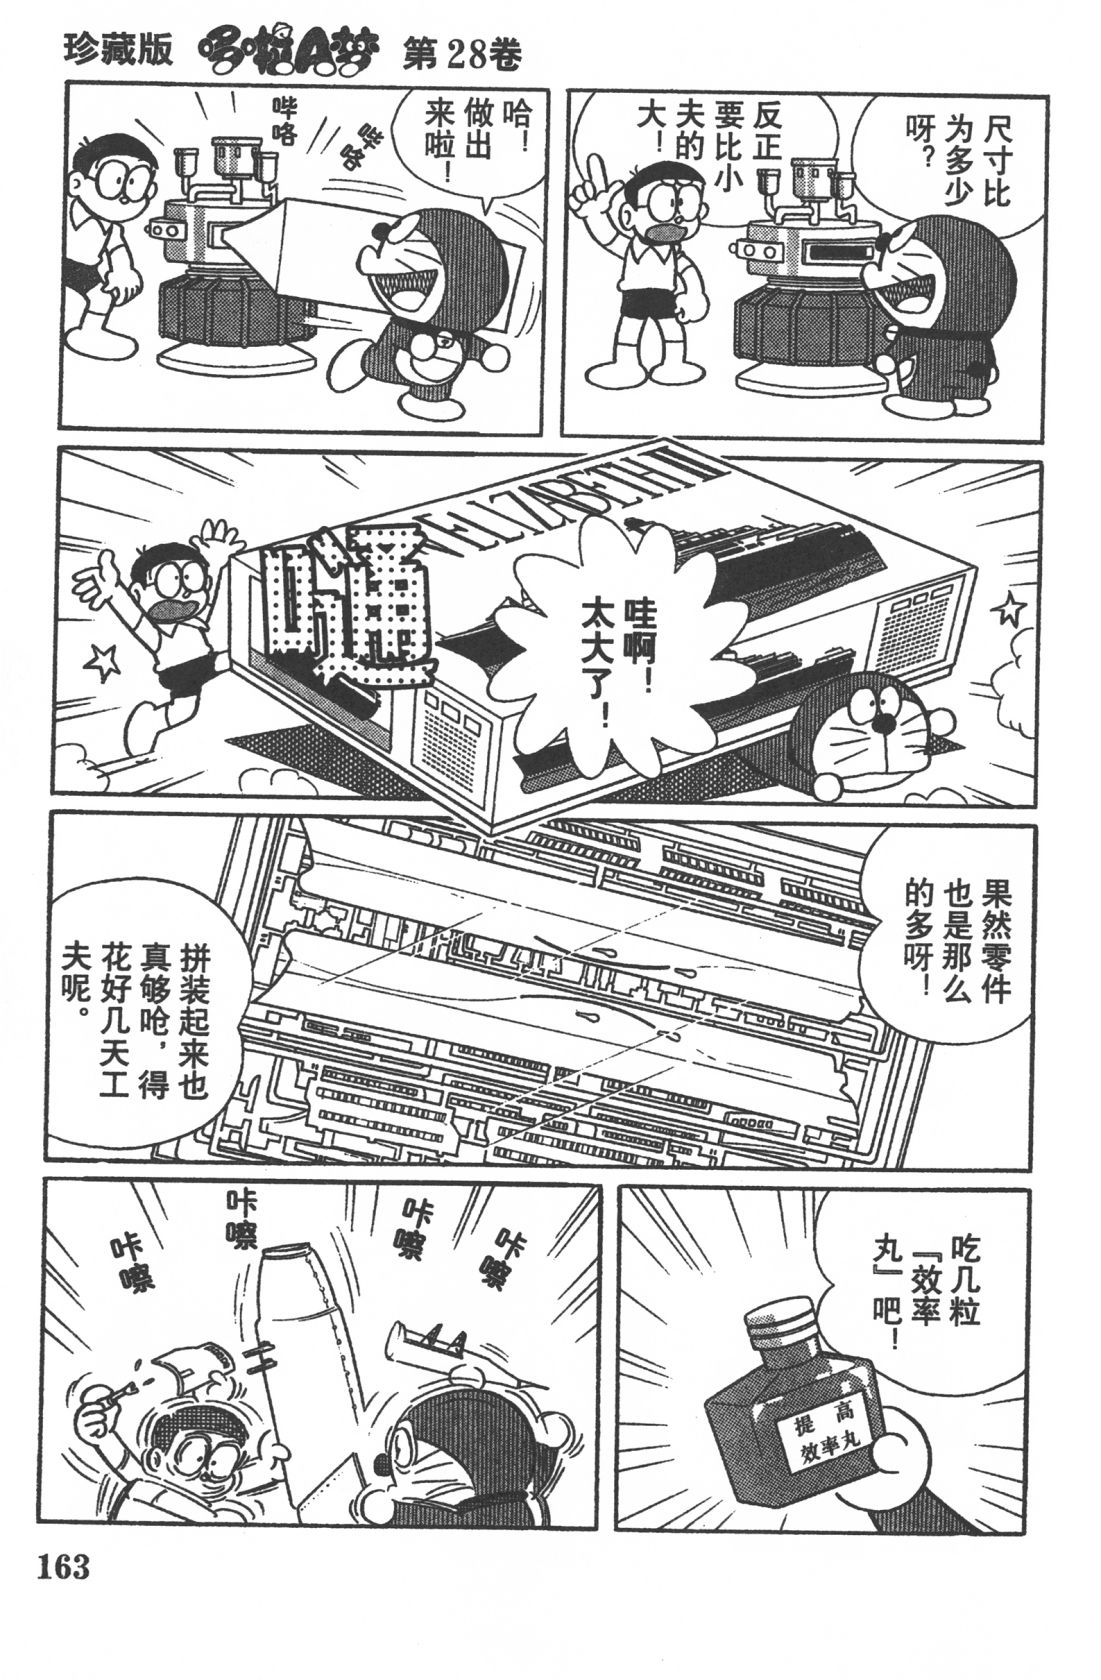 珍藏版 哆啦A梦 第28卷
尺寸比
为多少
呀？
反正
要比小
夫的
大！
哈！
做出
来啦！
哔咯
哔咯
ELIZABETH II
哇啊！
太大了！
果然零件
也是那么
的多呀！
拼装起来也
真够呛，得
花好几天工
夫呢。
吃几粒
『效率
丸』吧！
提高
效率丸
咔嚓
咔嚓
咔嚓
咔嚓
163